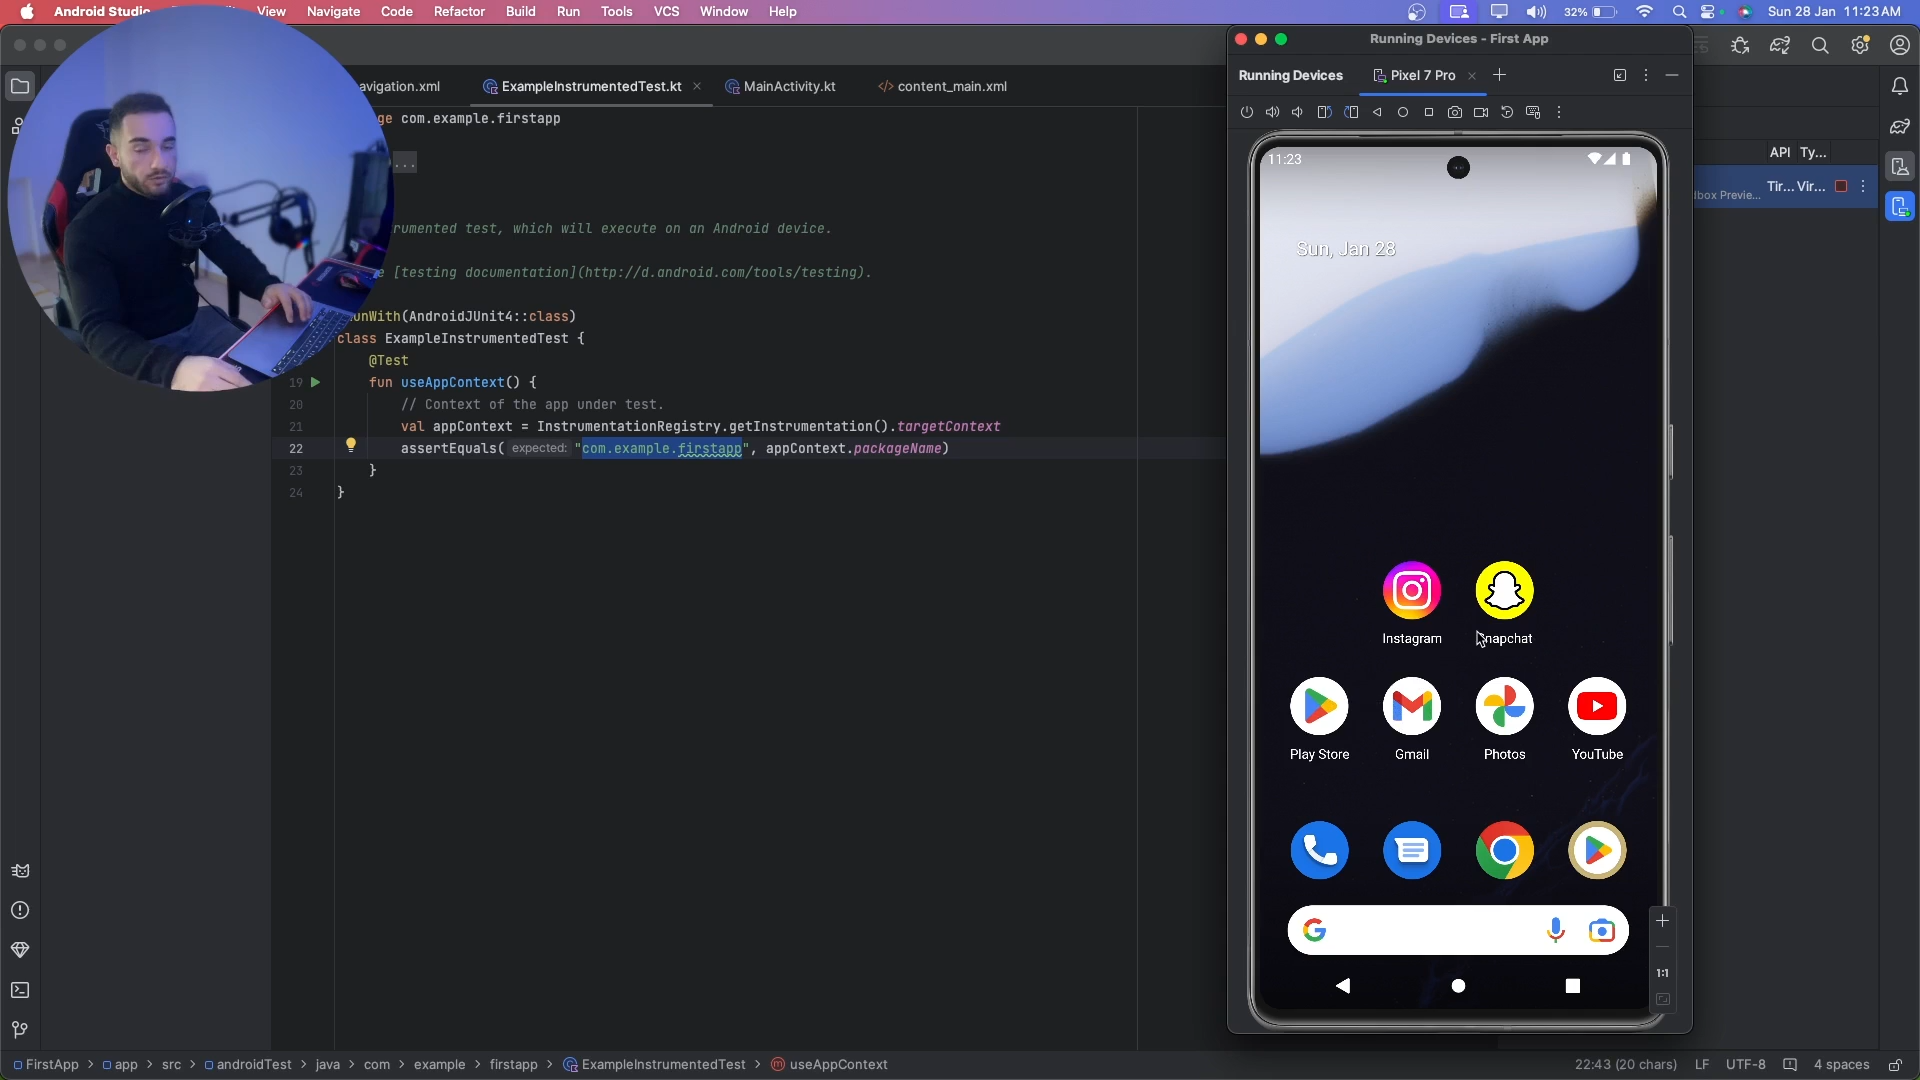 Android Studio View Navigate Code Refactor Build Run Tools VCS Window Help 32% Sun 28 Jan 11:23 AM
Running Devices - First App
avigation.xml ExampleInstrumentedTest.kt MainActivity.kt content_main.xml
Running Devices Pixel 7 Pro
ge com.example.firstapp
...
rumented test, which will execute on an Android device.
e [testing documentation](http://d.android.com/tools/testing).
unWith(AndroidJUnit4::class)
class ExampleInstrumentedTest {
@Test
19 fun useAppContext() {
20 // Context of the app under test.
21 val appContext = InstrumentationRegistry.getInstrumentation().targetContext
22 assertEquals( expected: "com.example.firstapp", appContext.packageName)
23 }
24 }
11:23
Sun, Jan 28
Instagram Snapchat
Play Store Gmail Photos YouTube
1:1
API Ty...
Tir... Vir...
dbox Previe...
FirstApp > app > src > androidTest > java > com > example > firstapp > ExampleInstrumentedTest > useAppContext
22:43 (20 chars) LF UTF-8 4 spaces